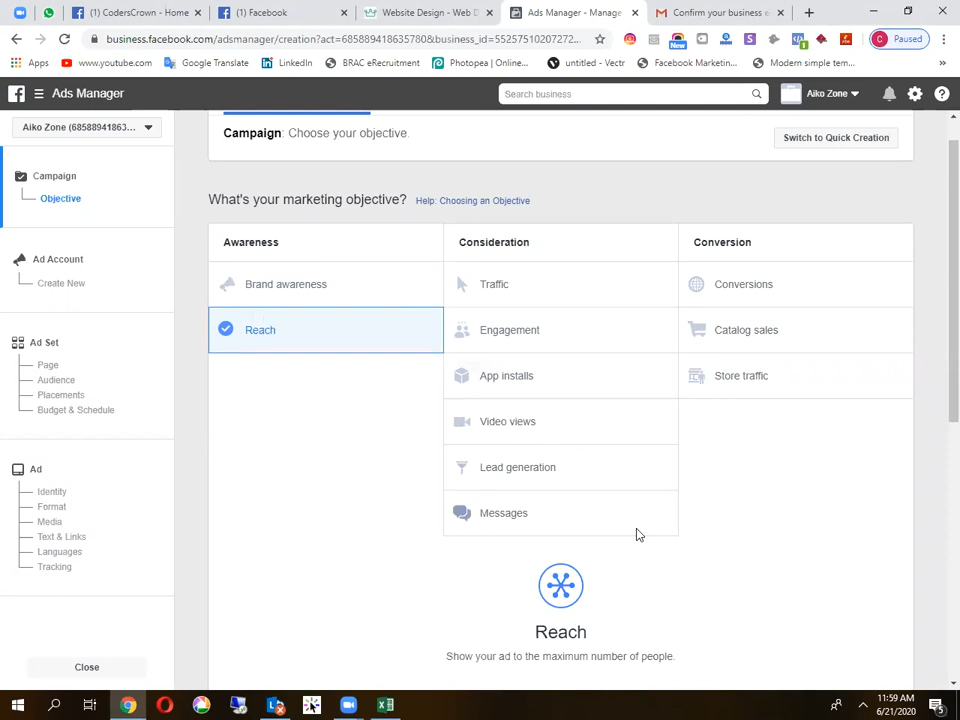 (1) CodersCrown - Home
(1) Facebook
Website Design - Web D
Ads Manager - Manage
Confirm your business e
business.facebook.com/adsmanager/creation?act=685889418635780&business_id=55257510207272...
Paused
Apps
www.youtube.com
Google Translate
LinkedIn
BRAC eRecruitment
Photopea | Online...
untitled - Vectr
Facebook Marketin...
Modern simple tem...
Ads Manager
Search business
Aiko Zone
Aiko Zone (68588941863...
Campaign: Choose your objective.
Switch to Quick Creation
Campaign
Objective
What's your marketing objective? Help: Choosing an Objective
Awareness
Consideration
Conversion
Ad Account
Create New
Brand awareness
Traffic
Conversions
Reach
Engagement
Catalog sales
Ad Set
Page
Audience
Placements
Budget & Schedule
App installs
Store traffic
Video views
Lead generation
Messages
Ad
Identity
Format
Media
Text & Links
Languages
Tracking
Reach
Show your ad to the maximum number of people.
Close
11:59 AM
6/21/2020
5